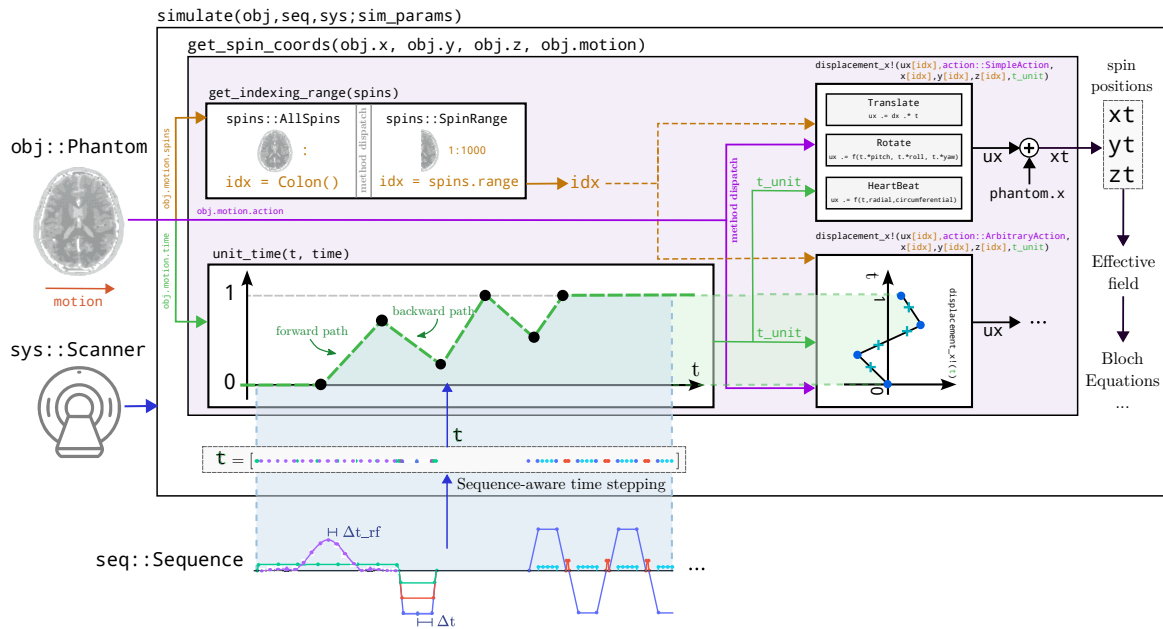 simulate(obj,seq,sys;sim_params)
get_spin_coords(obj.x, obj.y, obj.z, obj.motion)
get_indexing_range(spins)
spins::AllSpins
:
idx = Colon()
method dispatch
spins::SpinRange
1:1000
idx = spins.range
idx
obj::Phantom
motion
sys::Scanner
obj.motion.spins
obj.motion.time
obj.motion.action
method dispatch
displacement_x!(ux[idx],action::SimpleAction,
x[idx],y[idx],z[idx],t_unit)
Translate
ux .= dx .* t
Rotate
ux .= f(t.*pitch, t.*roll, t.*yaw)
HeartBeat
ux .= f(t,radial,circumferential)
t_unit
ux
xt
phantom.x
spin
positions
xt
yt
zt
Effective
field
Bloch
Equations
...
unit_time(t, time)
1
0
forward path
backward path
t
t_unit
displacement_x!(ux[idx],action::ArbitraryAction,
x[idx],y[idx],z[idx],t_unit)
t
1
0
displacement_x!(t)
ux
...
t
t = [
]
Sequence-aware time stepping
seq::Sequence
Δt_rf
Δt
...